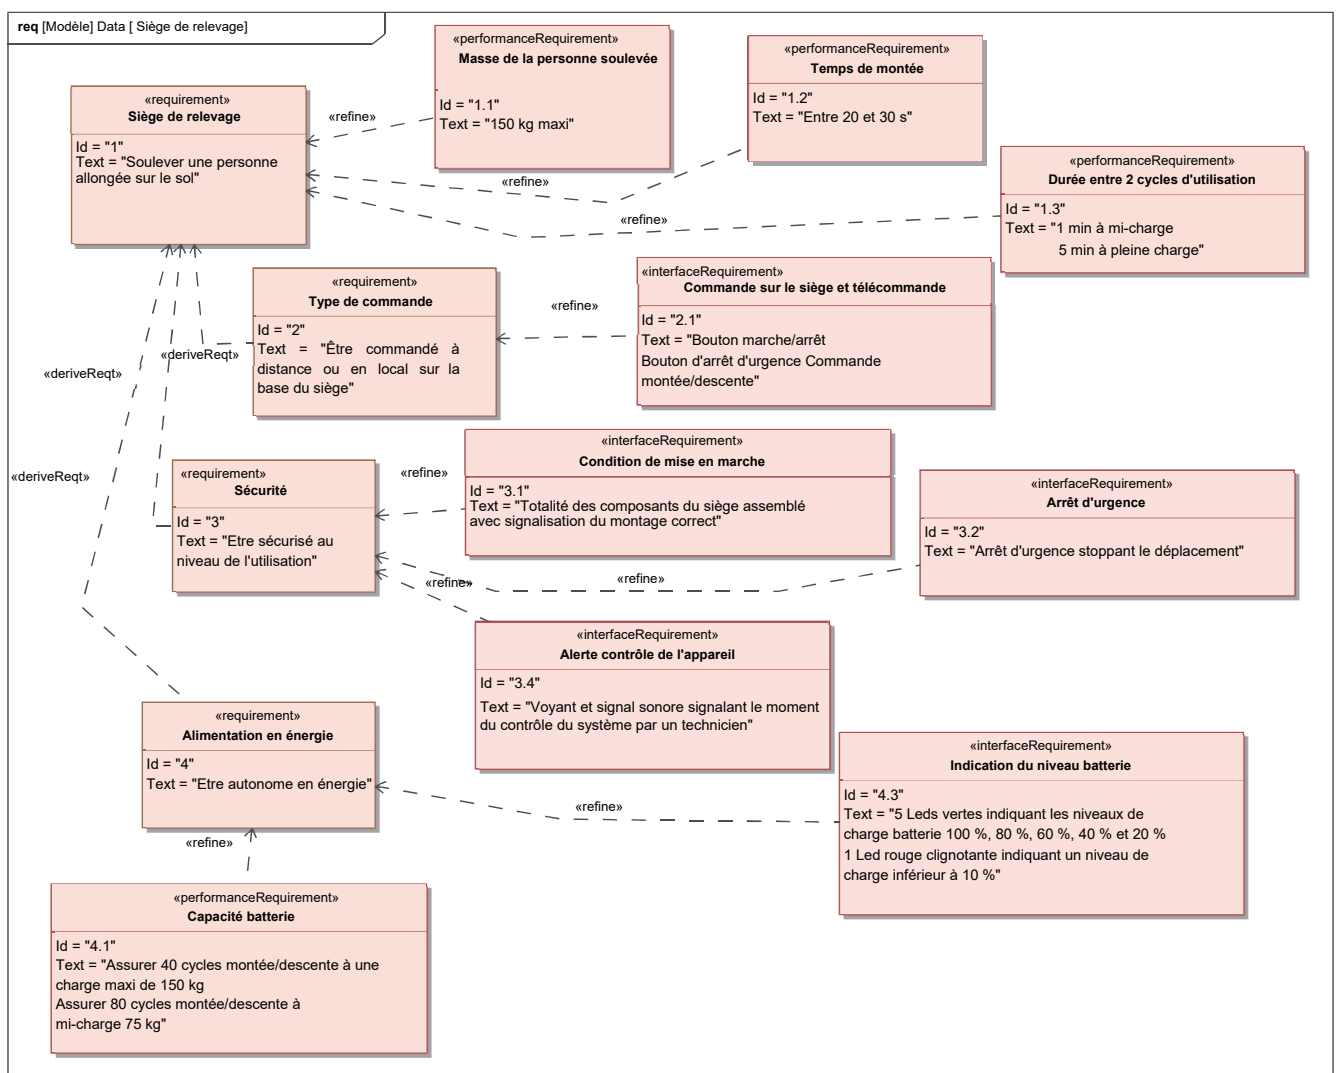 req [Modèle] Data [ Siège de relevage]
«performanceRequirement»
Masse de la personne soulevée
Id = "1.1"
Text = "150 kg maxi"
«performanceRequirement»
Temps de montée
Id = "1.2"
Text = "Entre 20 et 30 s"
«requirement»
Siège de relevage
Id = "1"
Text = "Soulever une personne
allongée sur le sol"
«refine»
«refine»
«refine»
«performanceRequirement»
Durée entre 2 cycles d'utilisation
Id = "1.3"
Text = "1 min à mi-charge
5 min à pleine charge"
«requirement»
Type de commande
Id = "2"
Text = "Être commandé à
distance ou en local sur la
base du siège"
«refine»
«interfaceRequirement»
Commande sur le siège et télécommande
Id = "2.1"
Text = "Bouton marche/arrêt
Bouton d'arrêt d'urgence Commande
montée/descente"
«deriveReqt»
«deriveReqt»
«deriveReqt»
«requirement»
Sécurité
Id = "3"
Text = "Etre sécurisé au
niveau de l'utilisation"
«refine»
«interfaceRequirement»
Condition de mise en marche
Id = "3.1"
Text = "Totalité des composants du siège assemblé
avec signalisation du montage correct"
«interfaceRequirement»
Arrêt d'urgence
Id = "3.2"
Text = "Arrêt d'urgence stoppant le déplacement"
«refine»
«refine»
«interfaceRequirement»
Alerte contrôle de l'appareil
Id = "3.4"
Text = "Voyant et signal sonore signalant le moment
du contrôle du système par un technicien"
«requirement»
Alimentation en énergie
Id = "4"
Text = "Etre autonome en énergie"
«refine»
«interfaceRequirement»
Indication du niveau batterie
Id = "4.3"
Text = "5 Leds vertes indiquant les niveaux de
charge batterie 100 %, 80 %, 60 %, 40 % et 20 %
1 Led rouge clignotante indiquant un niveau de
charge inférieur à 10 %"
«refine»
«performanceRequirement»
Capacité batterie
Id = "4.1"
Text = "Assurer 40 cycles montée/descente à une
charge maxi de 150 kg
Assurer 80 cycles montée/descente à
mi-charge 75 kg"